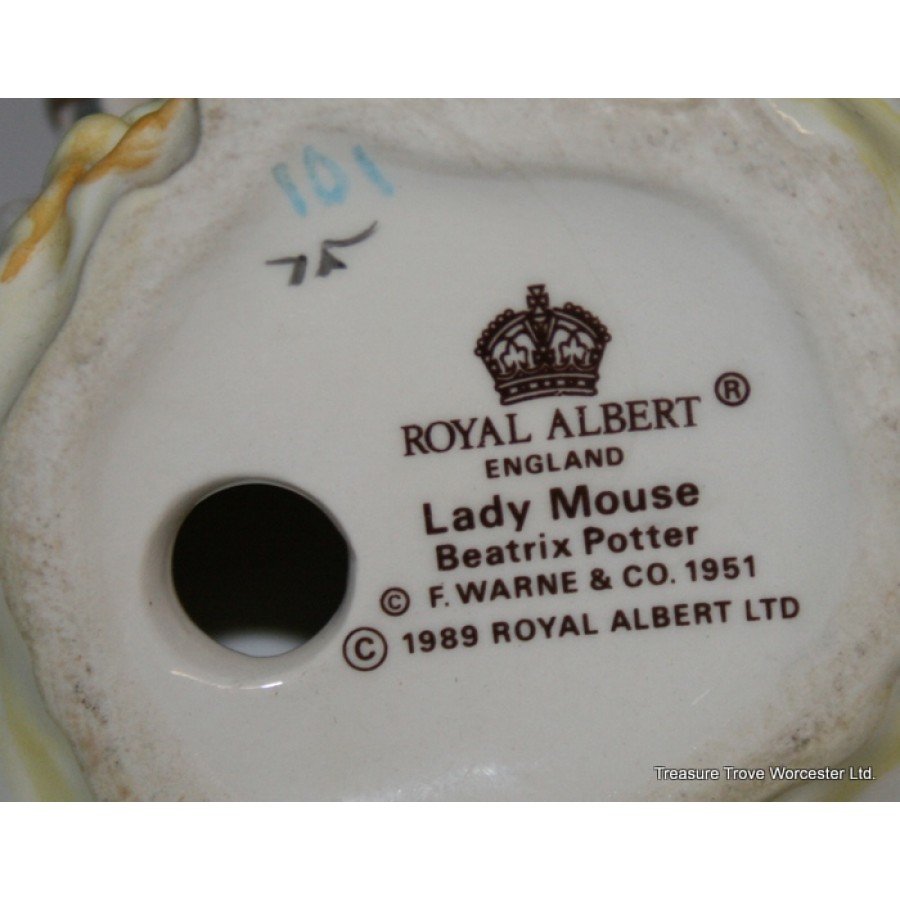 101
ROYAL ALBERT ®
ENGLAND
Lady Mouse
Beatrix Potter
© F. WARNE & CO. 1951
© 1989 ROYAL ALBERT LTD
Treasure Trove Worcester Ltd.